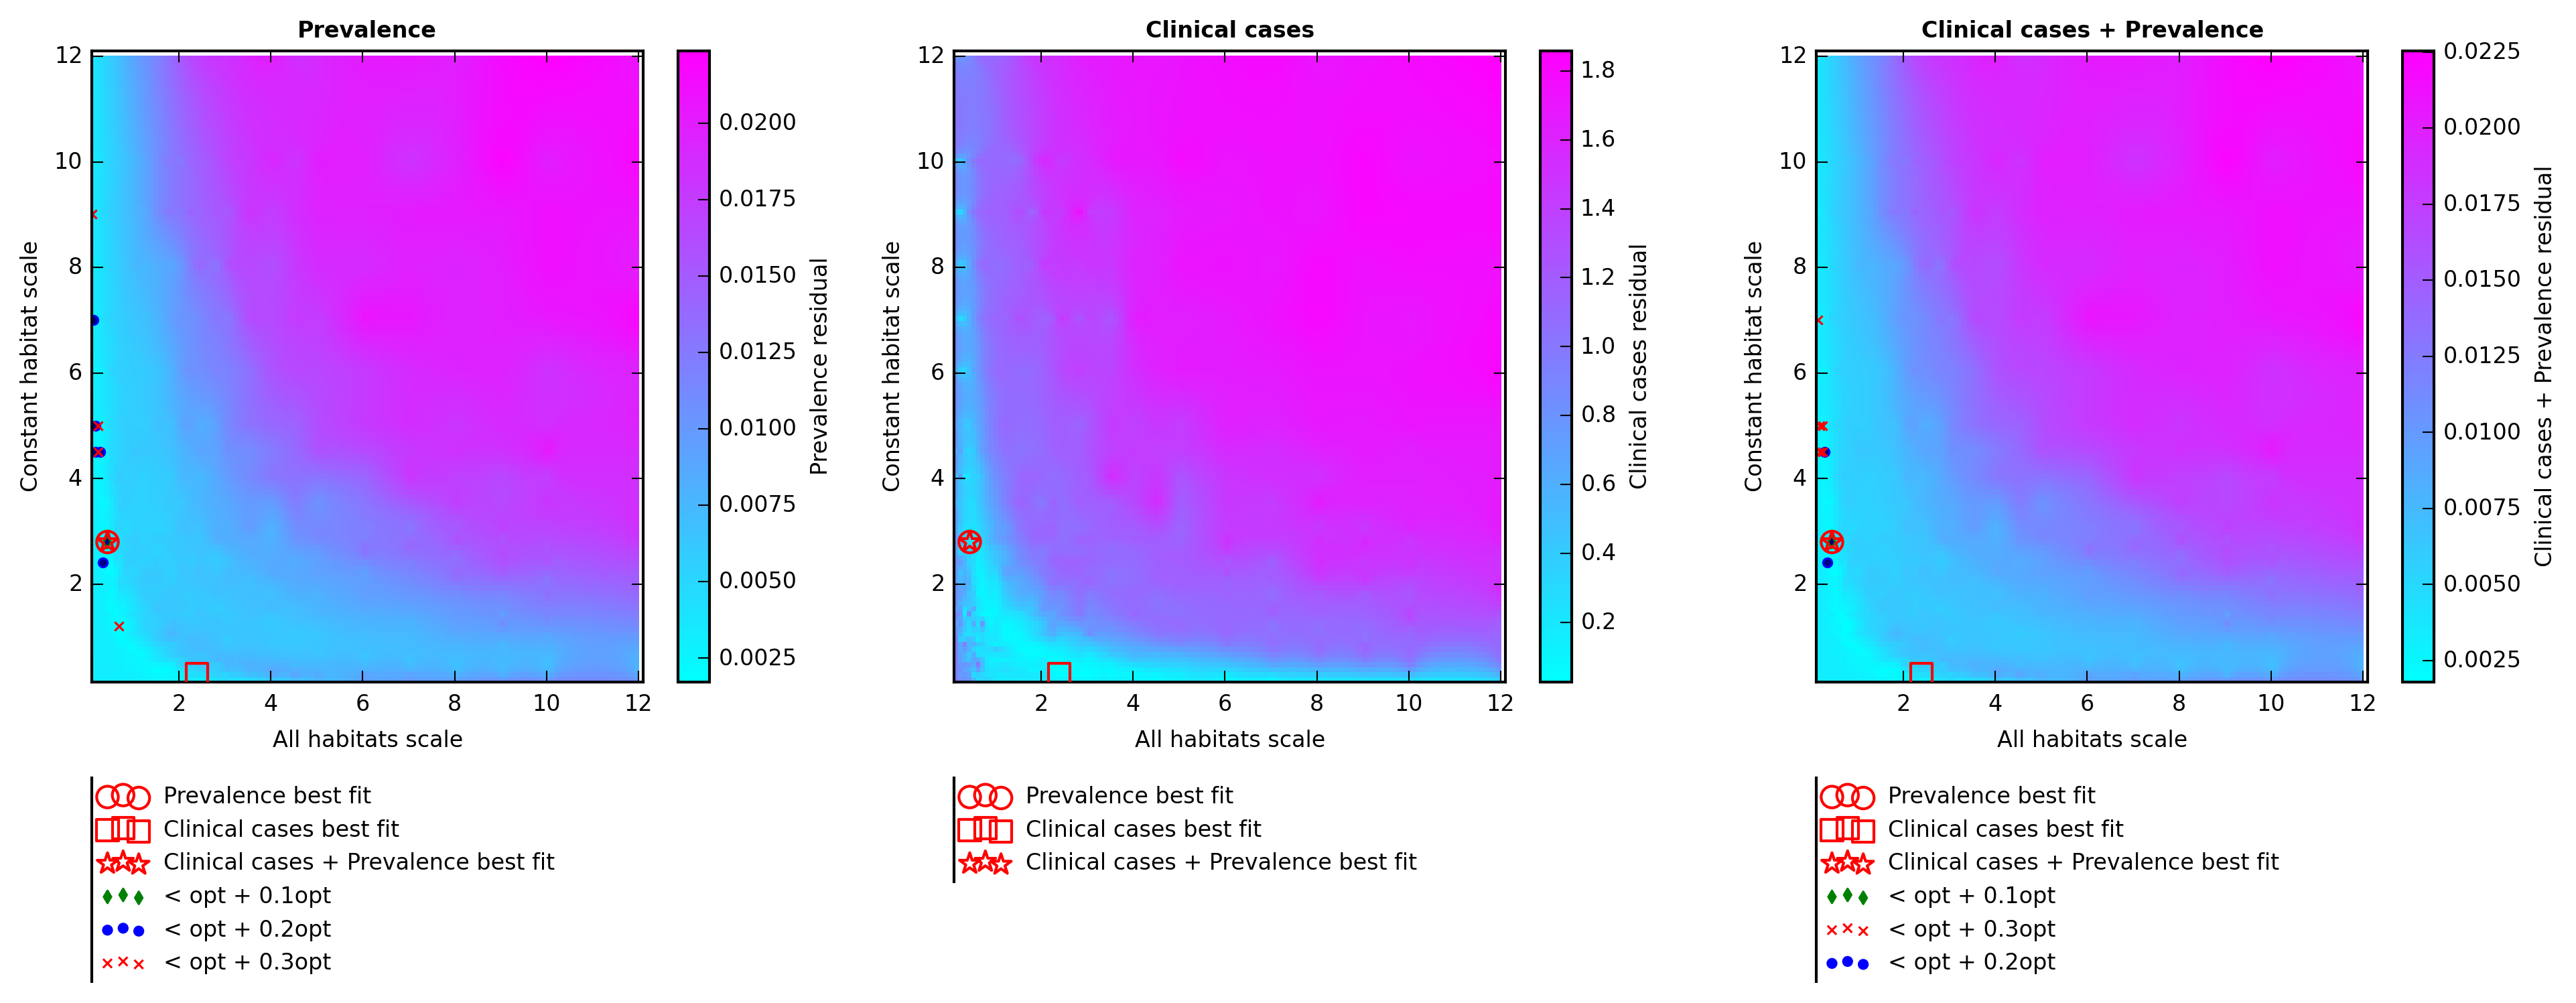 Prevalence
12
10
8
6
4
2
Constant habitat scale
2 4 6 8 10 12
All habitats scale
0.0200
0.0175
0.0150
0.0125
0.0100
0.0075
0.0050
0.0025
Prevalence residual
Prevalence best fit
Clinical cases best fit
Clinical cases + Prevalence best fit
< opt + 0.1opt
< opt + 0.2opt
< opt + 0.3opt
Clinical cases
12
10
8
6
4
2
Constant habitat scale
2 4 6 8 10 12
All habitats scale
1.8
1.6
1.4
1.2
1.0
0.8
0.6
0.4
0.2
Clinical cases residual
Prevalence best fit
Clinical cases best fit
Clinical cases + Prevalence best fit
Clinical cases + Prevalence
12
10
8
6
4
2
Constant habitat scale
2 4 6 8 10 12
All habitats scale
0.0225
0.0200
0.0175
0.0150
0.0125
0.0100
0.0075
0.0050
0.0025
Clinical cases + Prevalence residual
Prevalence best fit
Clinical cases best fit
Clinical cases + Prevalence best fit
< opt + 0.1opt
< opt + 0.3opt
< opt + 0.2opt